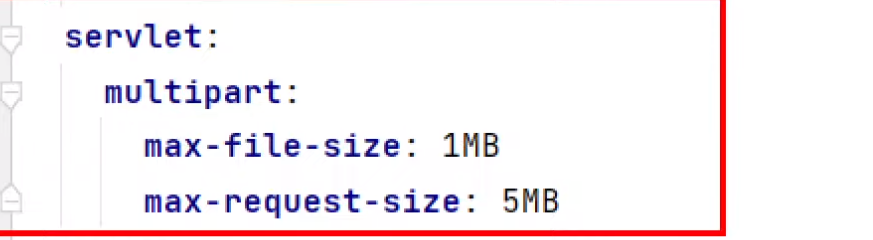 servlet:
multipart:
max-file-size: 1MB
max-request-size: 5MB